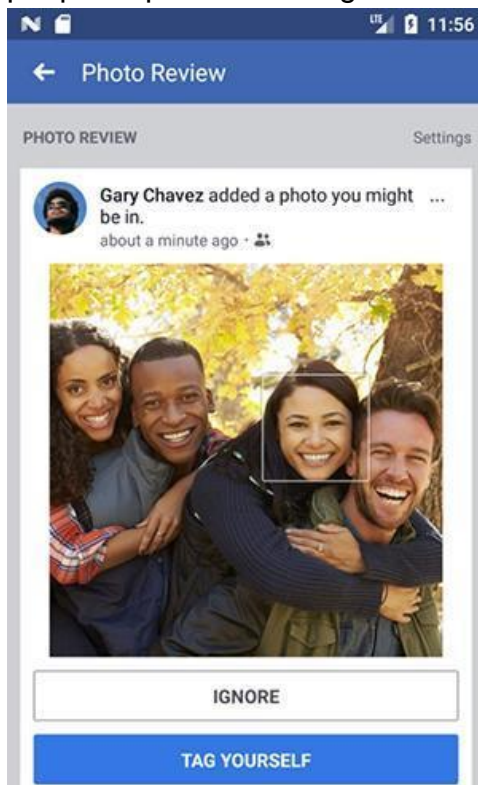 11:56
Photo Review
PHOTO REVIEW Settings
Gary Chavez added a photo you might ...
be in.
about a minute ago ·
IGNORE
TAG YOURSELF